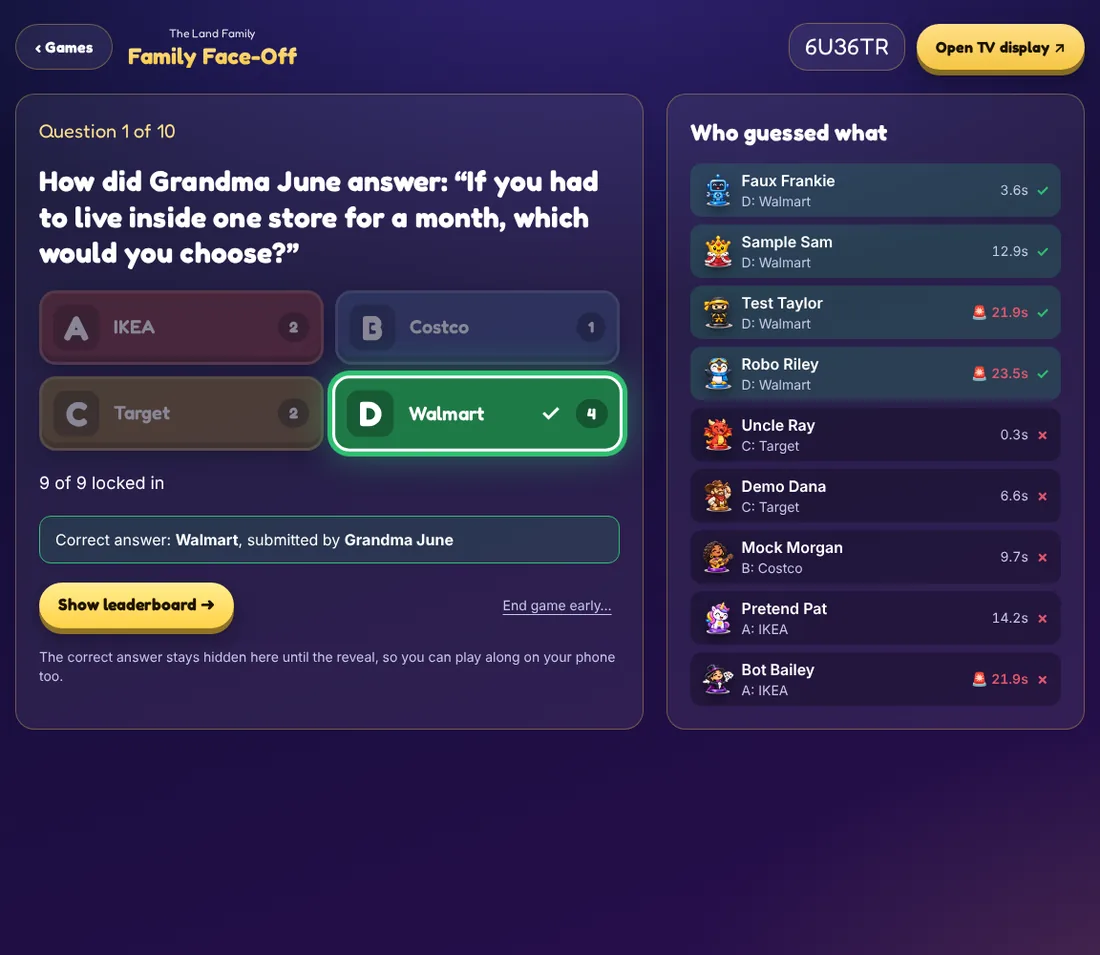 ‹ Games
The Land Family
Family Face-Off
6U36TR
Open TV display ↗
Question 1 of 10
How did Grandma June answer: “If you had
to live inside one store for a month, which
would you choose?”
A IKEA 2
B Costco 1
C Target 2
D Walmart ✓ 4
9 of 9 locked in
Correct answer: Walmart, submitted by Grandma June
Show leaderboard →
End game early...
The correct answer stays hidden here until the reveal, so you can play along on your phone
too.
Who guessed what
Faux Frankie
D: Walmart
3.6s ✓
Sample Sam
D: Walmart
12.9s ✓
Test Taylor
D: Walmart
🚨 21.9s ✓
Robo Riley
D: Walmart
🚨 23.5s ✓
Uncle Ray
C: Target
0.3s ×
Demo Dana
C: Target
6.6s ×
Mock Morgan
B: Costco
9.7s ×
Pretend Pat
A: IKEA
14.2s ×
Bot Bailey
A: IKEA
🚨 21.9s ×